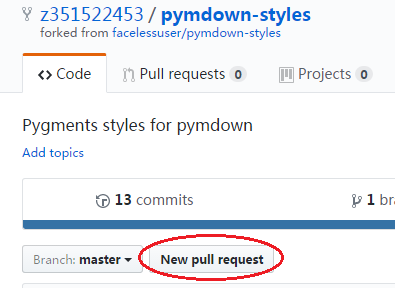 z351522453 / pymdown-styles
forked from facelessuser/pymdown-styles
Code Pull requests 0 Projects 0
Pygments styles for pymdown
Add topics
13 commits 1 bra
Branch: master New pull request